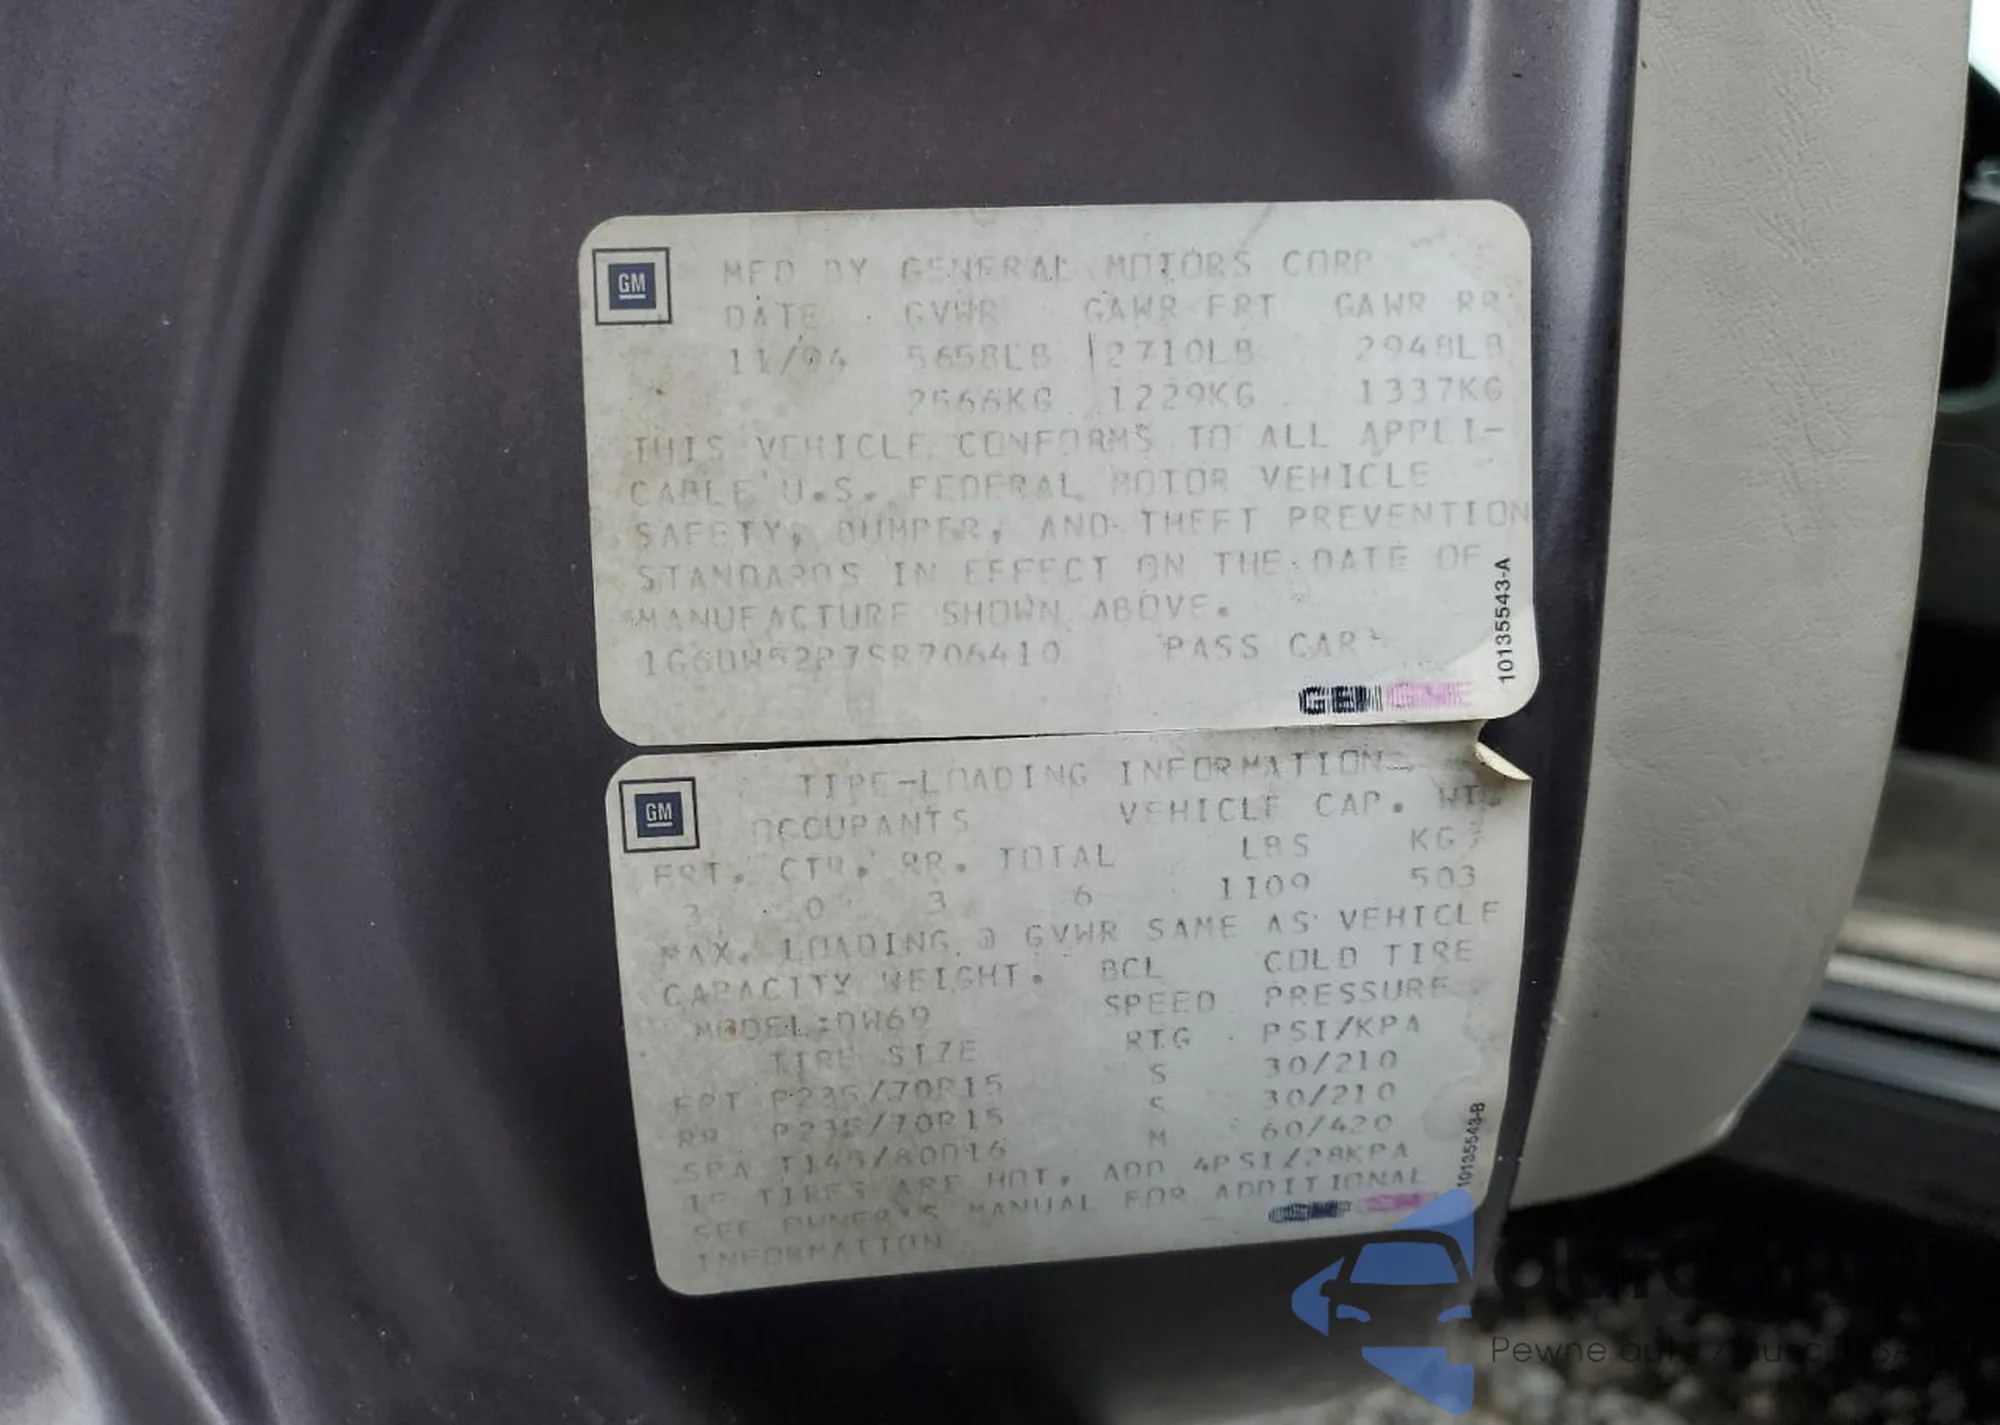 GM
MFD BY GENERAL MOTORS CORP
DATE GVWR GAWR FRT GAWR RR
11/94 5658LB 2710LB 2948LB
2566KG 1229KG 1337KG
THIS VEHICLE CONFORMS TO ALL APPLI-
CABLE U.S. FEDERAL MOTOR VEHICLE
SAFETY, BUMPER, AND THEFT PREVENTION
STANDARDS IN EFFECT ON THE DATE OF
MANUFACTURE SHOWN ABOVE.
1G6DW52P7SR706410 PASS CAR
10135543-A
GM
TIRE-LOADING INFORMATION
OCCUPANTS VEHICLE CAP. WT.
FRT. CTR. RR. TOTAL LBS KG
3 0 3 6 1109 503
MAX. LOADING @ GVWR SAME AS VEHICLE
CAPACITY WEIGHT. BCL COLD TIRE
MODEL:DW69 SPEED PRESSURE
TIRE SIZE RTG PSI/KPA
FRT P235/70R15 S 30/210
RR P235/70R15 S 30/210
SPA T145/80D16 M 60/420
IF TIRES ARE HOT, ADD 4PSI/28KPA
SEE OWNER'S MANUAL FOR ADDITIONAL
INFORMATION
10135543-B
Pewne auta z